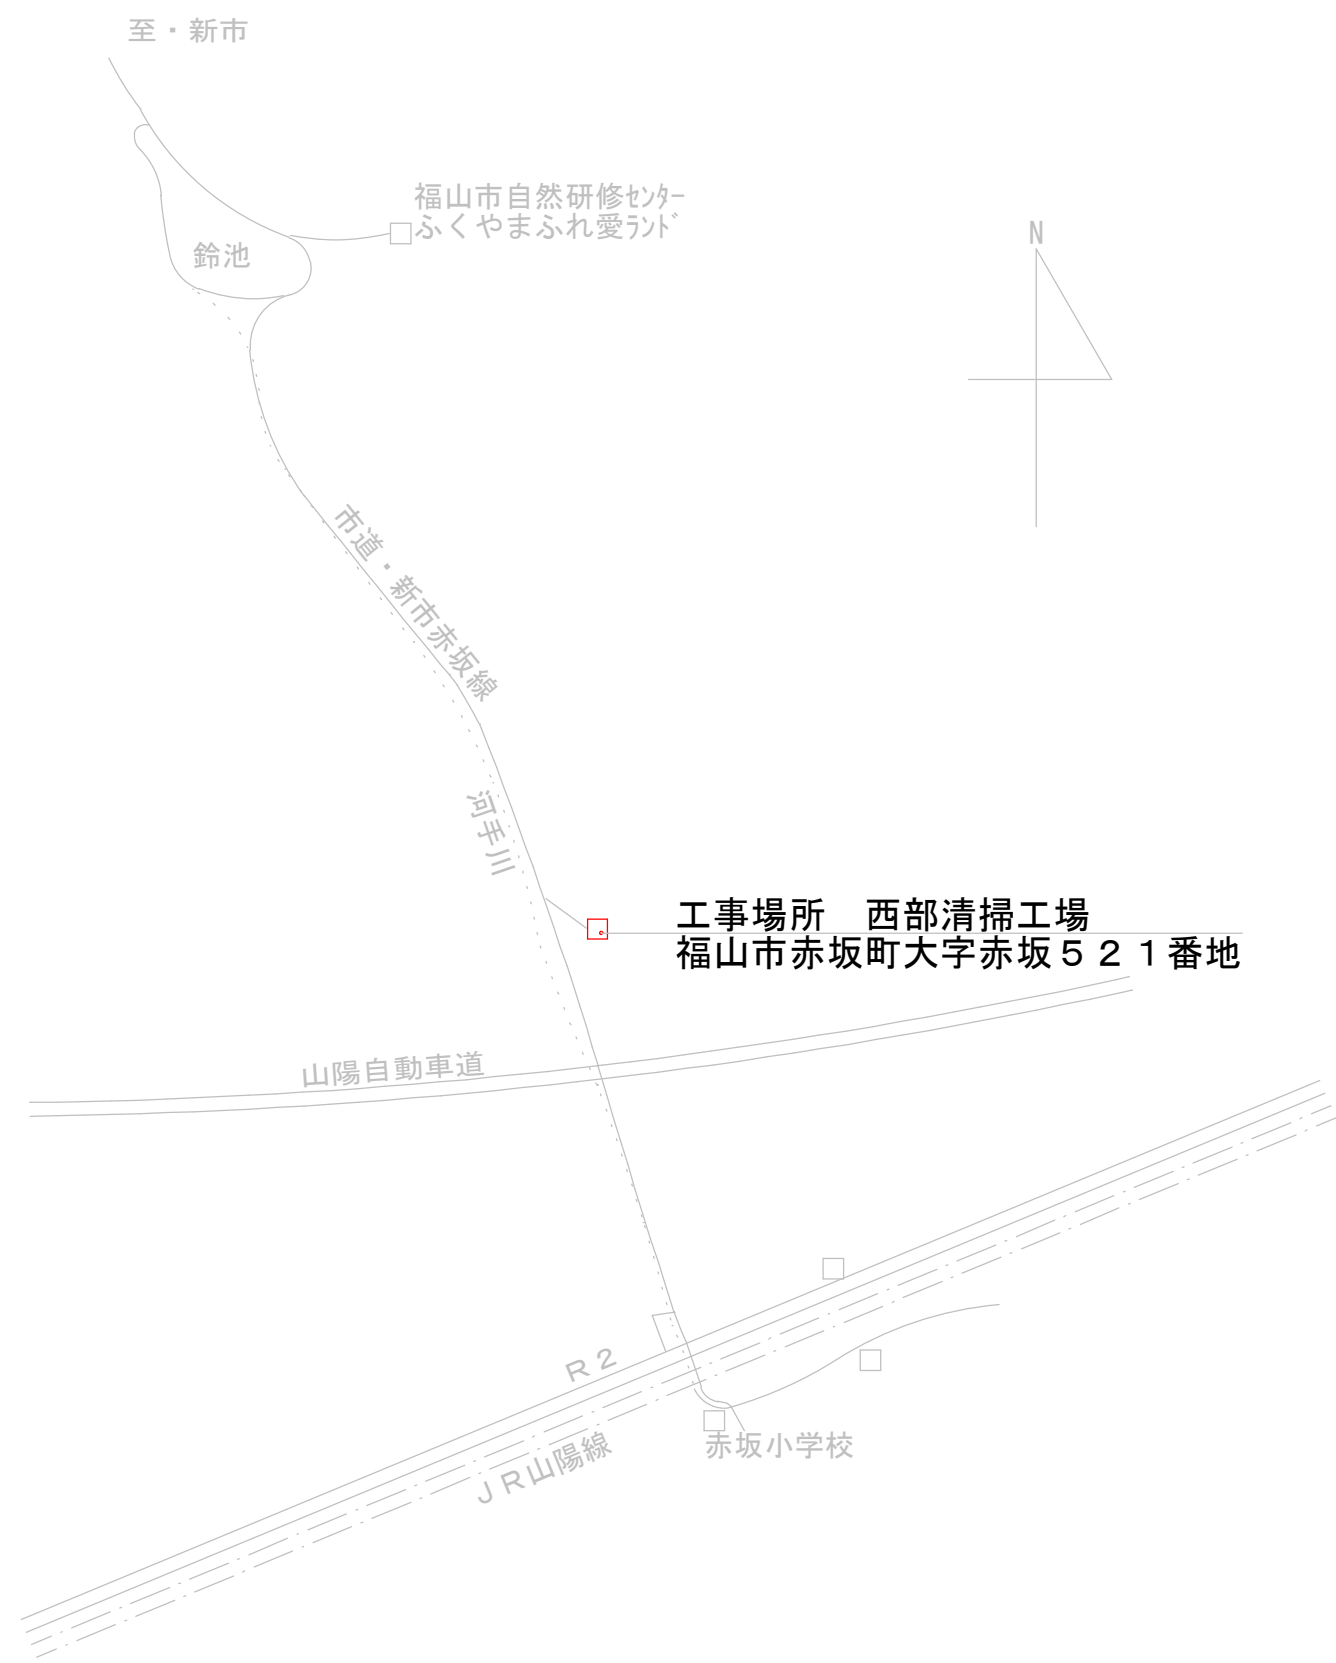 至・新市
福山市自然研修ｾﾝﾀｰ
ふくやまふれ愛ﾗﾝﾄﾞ
鈴池
N
市道・新市赤坂線
河手川
工事場所　西部清掃工場
福山市赤坂町大字赤坂５２１番地
山陽自動車道
Ｒ２
ＪＲ山陽線
赤坂小学校